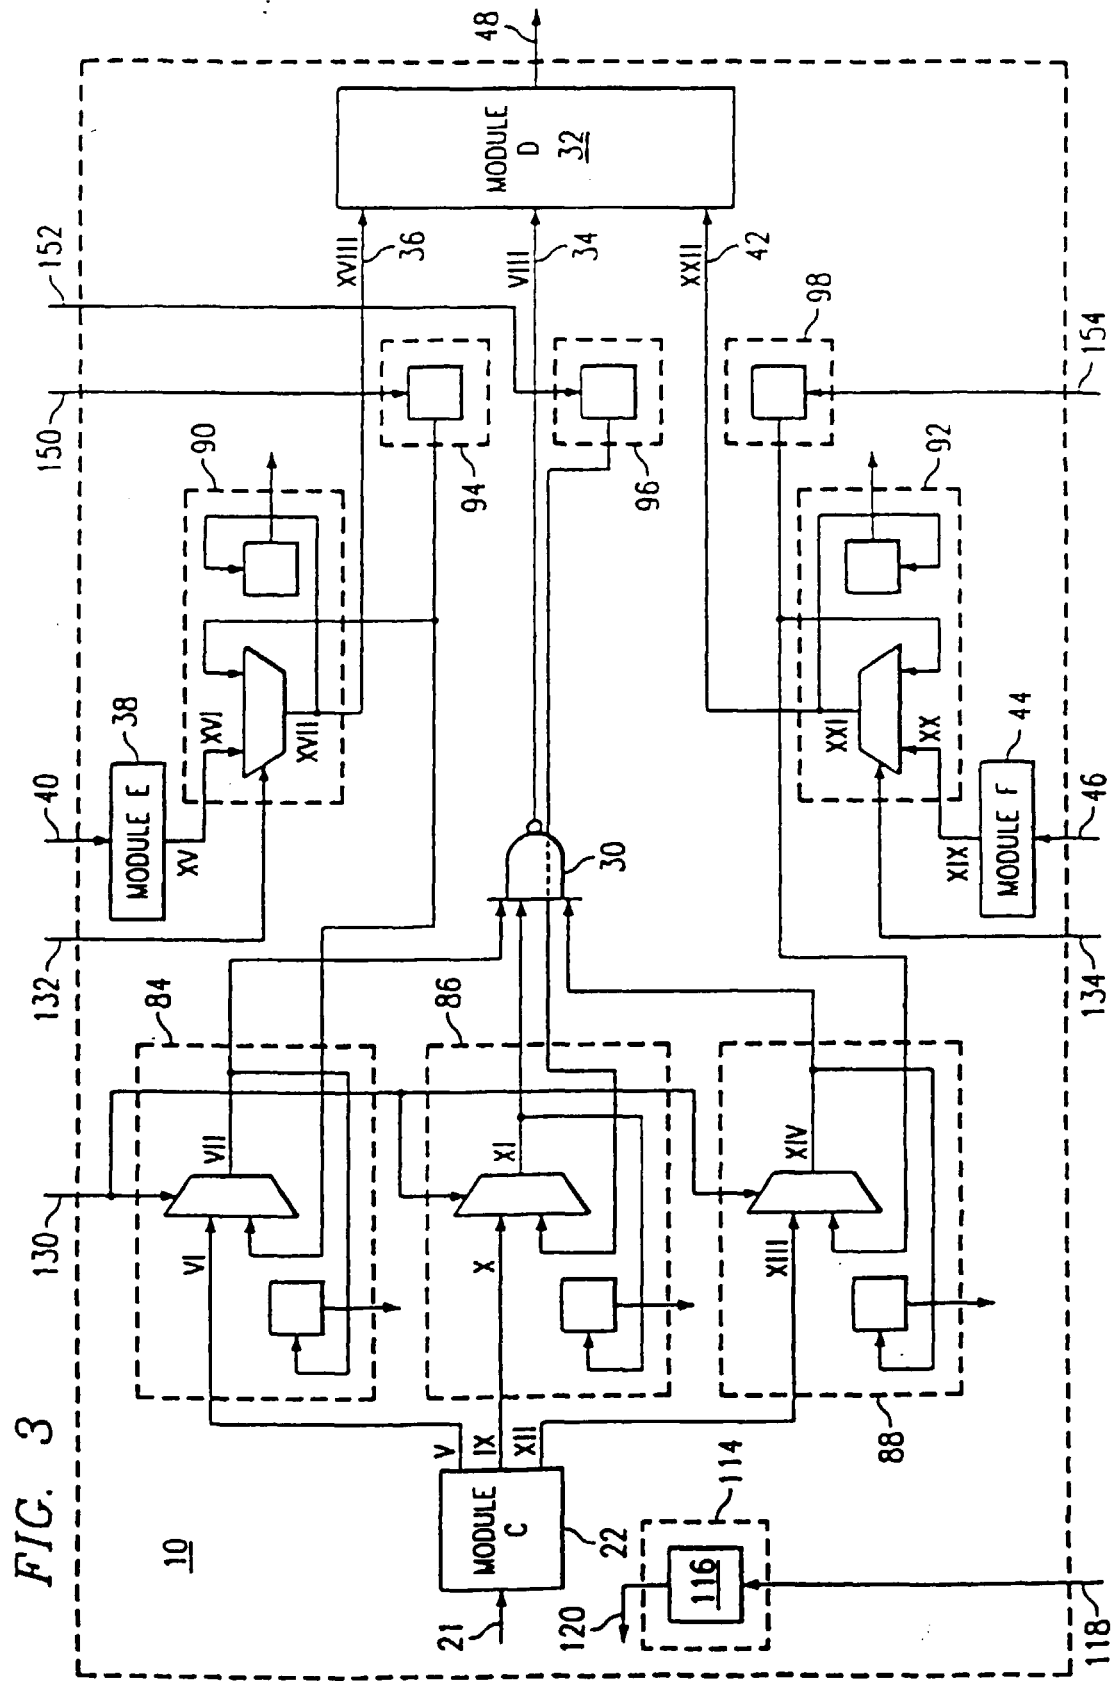 FIG. 3
10
21
MODULE
C
22
V
IX
XII
114
116
120
118
130
84
VI
VII
86
X
XI
88
XIII
XIV
132
40
MODULE E
38
XV
XVI
XVII
90
30
134
46
MODULE F
44
XIX
XX
XXI
92
150
152
94
96
98
154
XVIII
36
VIII
34
XXII
42
MODULE
D
32
48